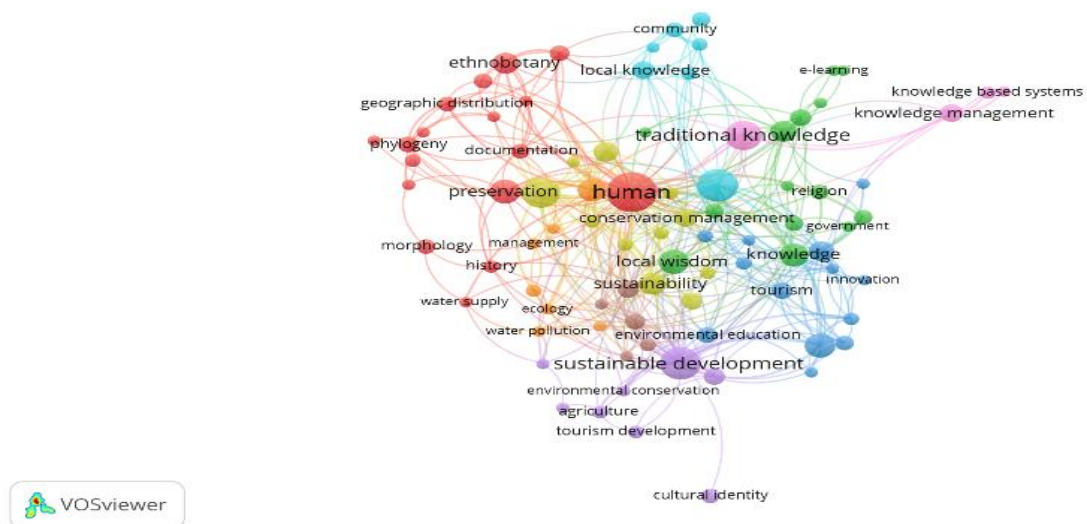 community
ethnobotany
local knowledge
e-learning
knowledge based systems
geographic distribution
knowledge management
traditional knowledge
phylogeny
documentation
preservation
human
religion
conservation management
government
morphology
management
local wisdom
knowledge
history
sustainability
tourism
innovation
water supply
ecology
water pollution
environmental education
sustainable development
environmental conservation
agriculture
tourism development
cultural identity
VOSviewer